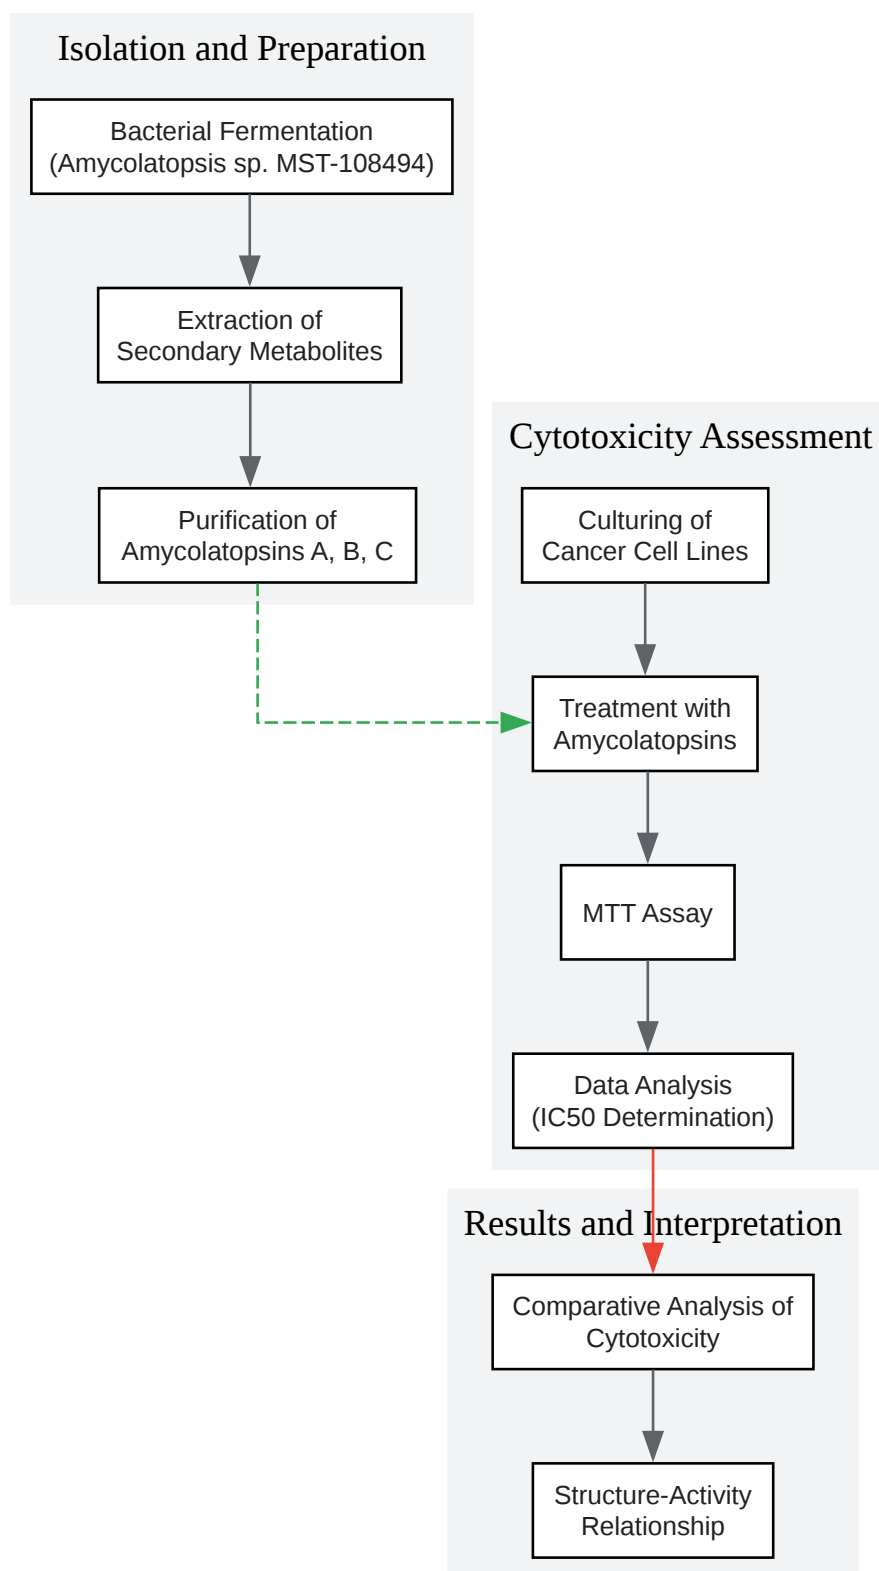 Isolation and Preparation
Bacterial Fermentation
(Amycolatopsis sp. MST-108494)
Extraction of
Secondary Metabolites
Purification of
Amycolatopsins A, B, C
Cytotoxicity Assessment
Culturing of
Cancer Cell Lines
Treatment with
Amycolatopsins
MTT Assay
Data Analysis
(IC50 Determination)
Results and Interpretation
Comparative Analysis of
Cytotoxicity
Structure-Activity
Relationship